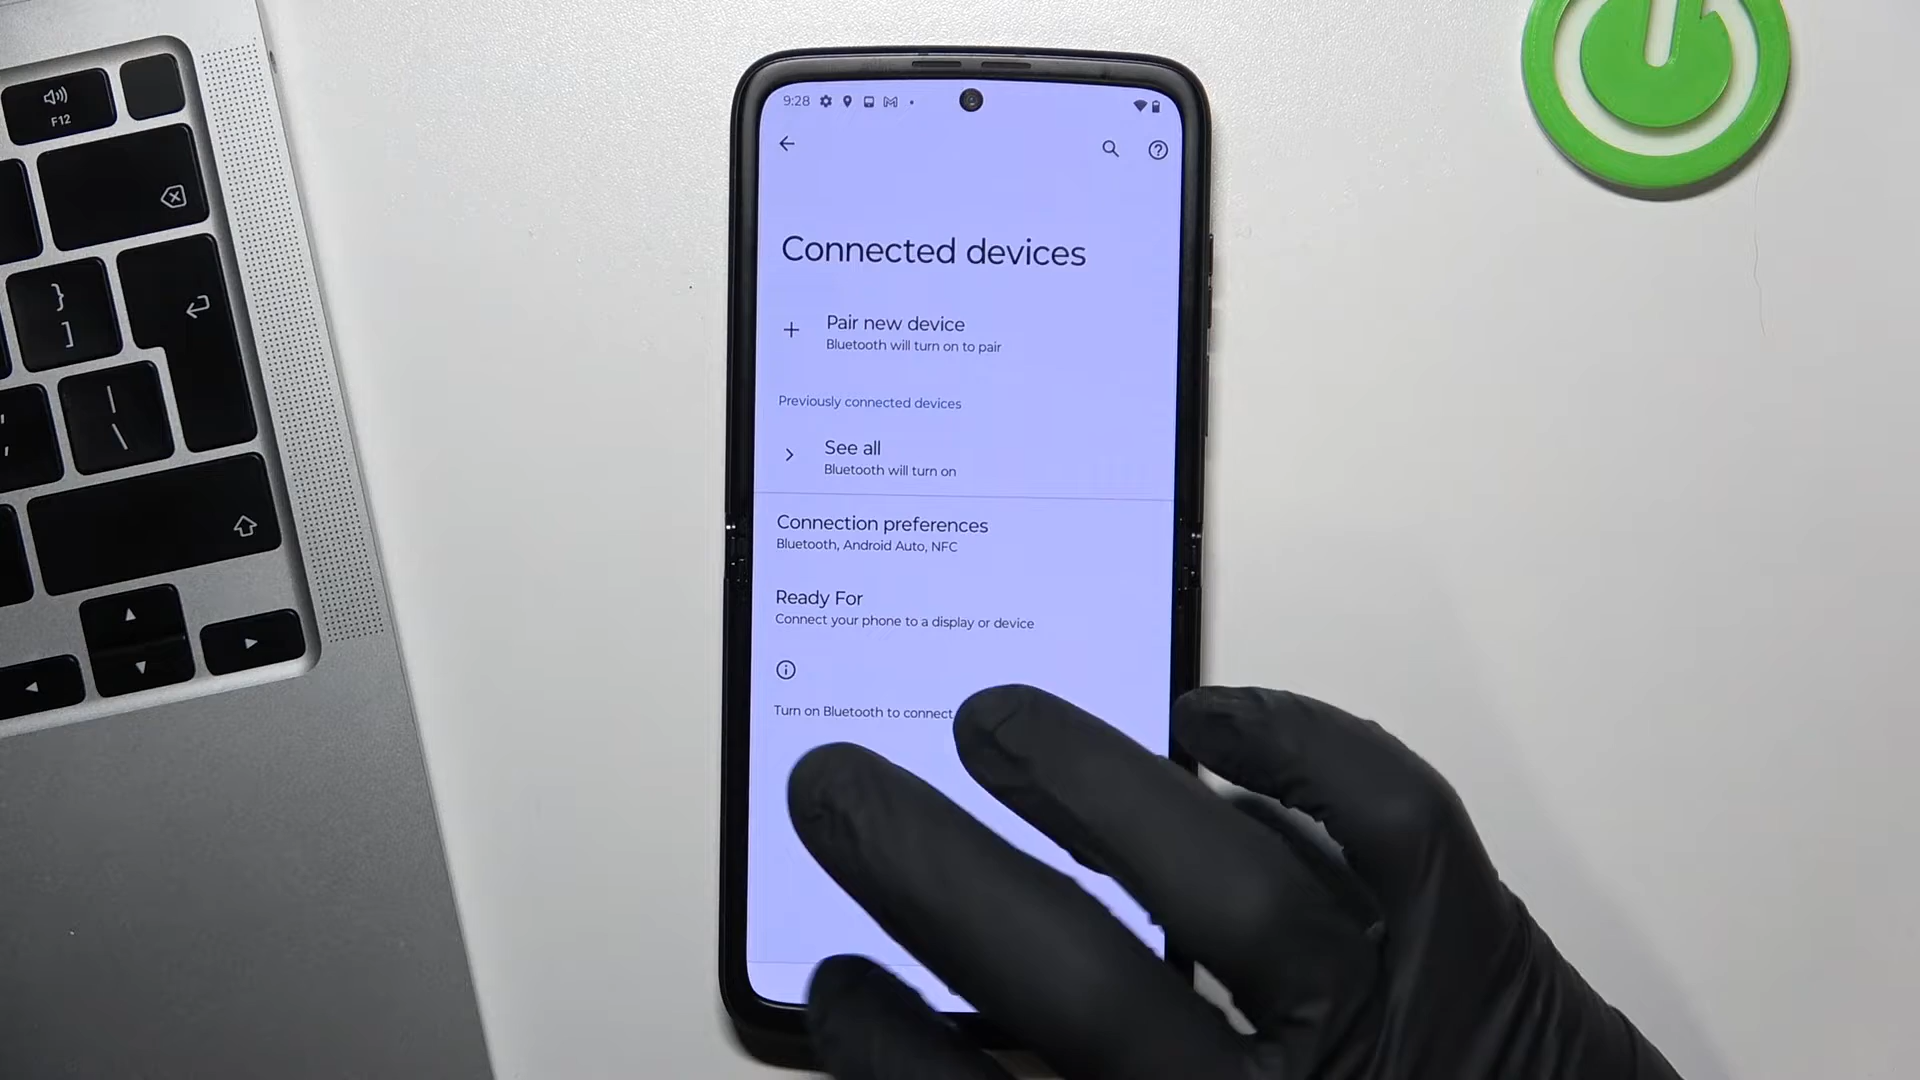 9:28
Connected devices
Pair new device
Bluetooth will turn on to pair
Previously connected devices
See all
Bluetooth will turn on
Connection preferences
Bluetooth, Android Auto, NFC
Ready For
Connect your phone to a display or device
Turn on Bluetooth to connect
F12
}
]
|
\